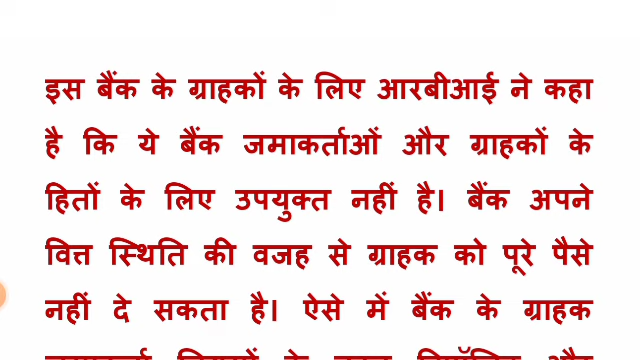 इस बैंक के ग्राहकों के लिए आरबीआई ने कहा
है कि ये बैंक जमाकर्ताओं और ग्राहकों के
हितों के लिए उपयुक्त नहीं है। बैंक अपने
वित्त स्थिति की वजह से ग्राहक को पूरे पैसे
नहीं दे सकता है। ऐसे में बैंक के ग्राहक